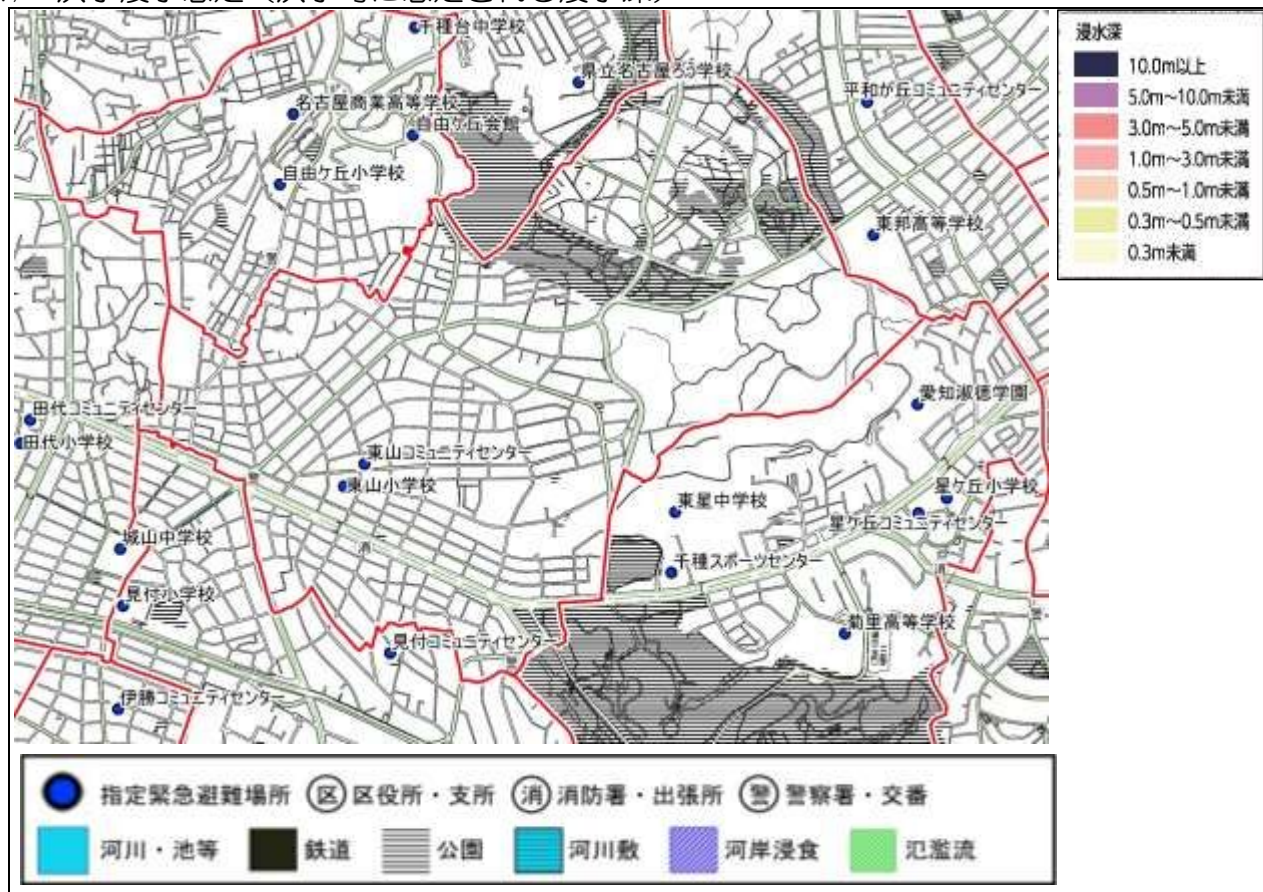 千種台中学校
県立名古屋ろう学校
平和が丘コミュニティセンター
名古屋商業高等学校
自由ケ丘会館
自由ケ丘小学校
東邦高等学校
愛知淑徳学園
田代コミュニティセンター
田代小学校
東山コミュニティセンター
東山小学校
東星中学校
星ケ丘小学校
星ケ丘コミュニティセンター
城山中学校
千種スポーツセンター
見付小学校
菊里高等学校
見付コミュニティセンター
伊勝コミュニティセンター
浸水深
10.0m以上
5.0m～10.0m未満
3.0m～5.0m未満
1.0m～3.0m未満
0.5m～1.0m未満
0.3m～0.5m未満
0.3m未満
指定緊急避難場所 区 区役所・支所 消 消防署・出張所 警 警察署・交番
河川・池等 鉄道 公園 河川敷 河岸浸食 氾濫流